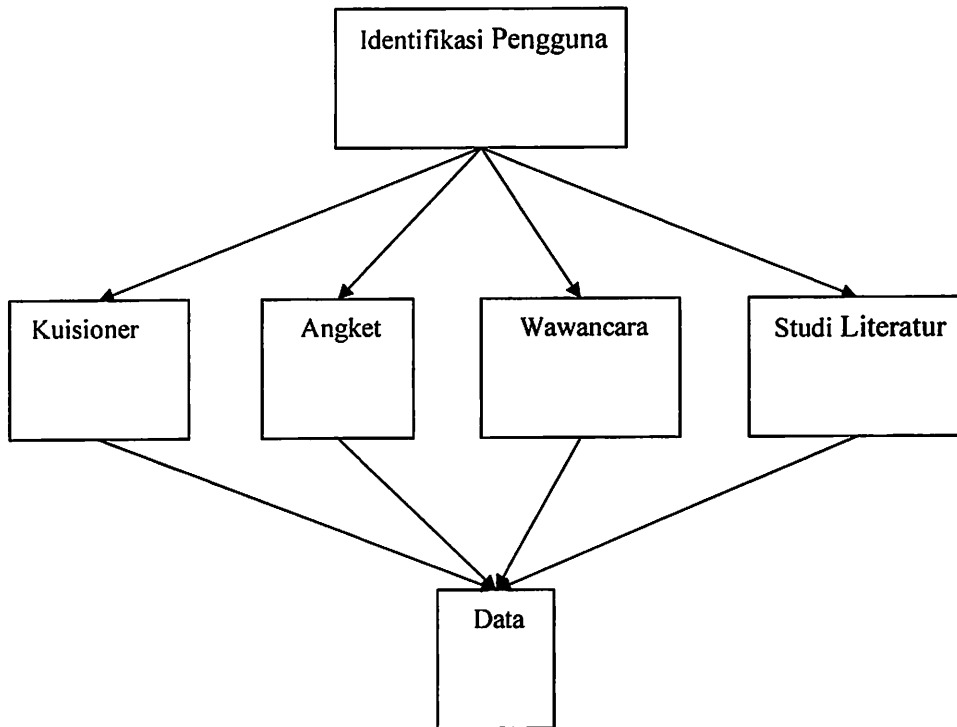 Identifikasi Pengguna
Kuisioner
Angket
Wawancara
Studi Literatur
Data